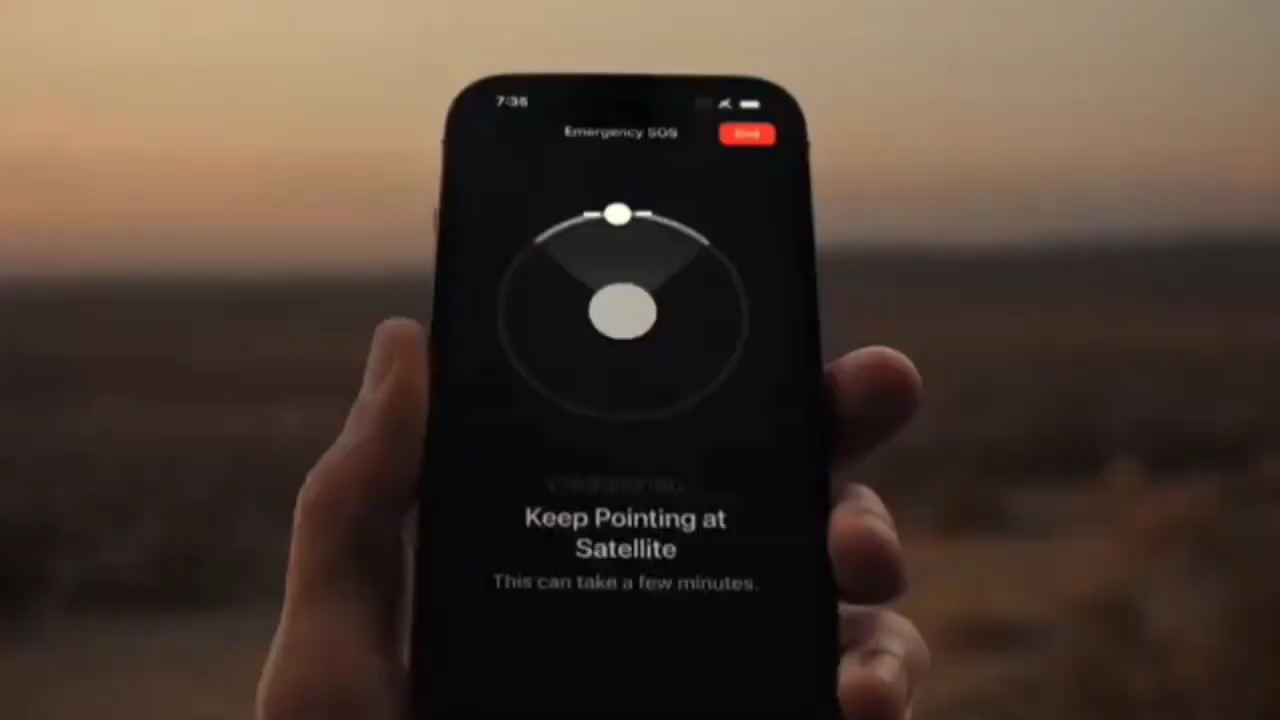 7:36
Emergency SOS
Keep Pointing at
Satellite
This can take a few minutes.